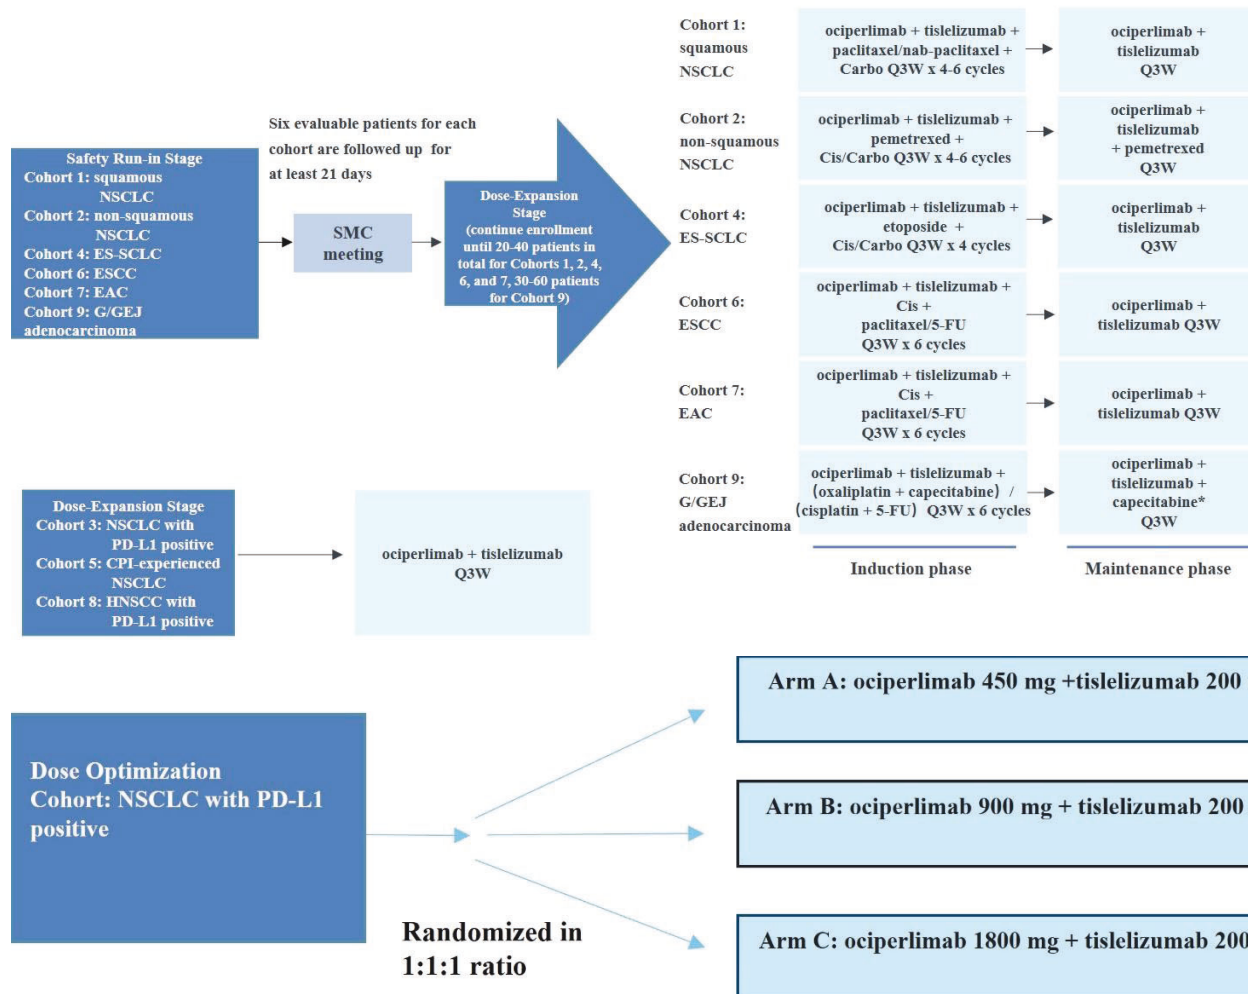 Safety Run-in Stage
Cohort 1: squamous
NSCLC
Cohort 2: non-squamous
NSCLC
Cohort 4: ES-SCLC
Cohort 6: ESCC
Cohort 7: EAC
Cohort 9: G/GEJ
adenocarcinoma
Six evaluable patients for each
cohort are followed up for
at least 21 days
SMC
meeting
Dose-Expansion
Stage
(continue enrollment
until 20-40 patients in
total for Cohorts 1, 2, 4,
6, and 7, 30-60 patients
for Cohort 9)
Cohort 1:
squamous
NSCLC
ociperlimab + tislelizumab +
paclitaxel/nab-paclitaxel +
Carbo Q3W x 4-6 cycles
ociperlimab +
tislelizumab
Q3W
Cohort 2:
non-squamous
NSCLC
ociperlimab + tislelizumab +
pemetrexed +
Cis/Carbo Q3W x 4-6 cycles
ociperlimab +
tislelizumab
+ pemetrexed
Q3W
Cohort 4:
ES-SCLC
ociperlimab + tislelizumab +
etoposide +
Cis/Carbo Q3W x 4 cycles
ociperlimab +
tislelizumab
Q3W
Cohort 6:
ESCC
ociperlimab + tislelizumab +
Cis +
paclitaxel/5-FU
Q3W x 6 cycles
ociperlimab +
tislelizumab Q3W
Cohort 7:
EAC
ociperlimab + tislelizumab +
Cis +
paclitaxel/5-FU
Q3W x 6 cycles
ociperlimab +
tislelizumab Q3W
Cohort 9:
G/GEJ
adenocarcinoma
ociperlimab + tislelizumab +
(oxaliplatin + capecitabine) /
(cisplatin + 5-FU) Q3W x 6 cycles
ociperlimab +
tislelizumab +
capecitabine*
Q3W
Induction phase
Maintenance phase
Dose-Expansion Stage
Cohort 3: NSCLC with
PD-L1 positive
Cohort 5: CPI-experienced
NSCLC
Cohort 8: HNSCC with
PD-L1 positive
ociperlimab + tislelizumab
Q3W
Dose Optimization
Cohort: NSCLC with PD-L1
positive
Randomized in
1:1:1 ratio
Arm A: ociperlimab 450 mg +tislelizumab 200
Arm B: ociperlimab 900 mg + tislelizumab 200
Arm C: ociperlimab 1800 mg + tislelizumab 200